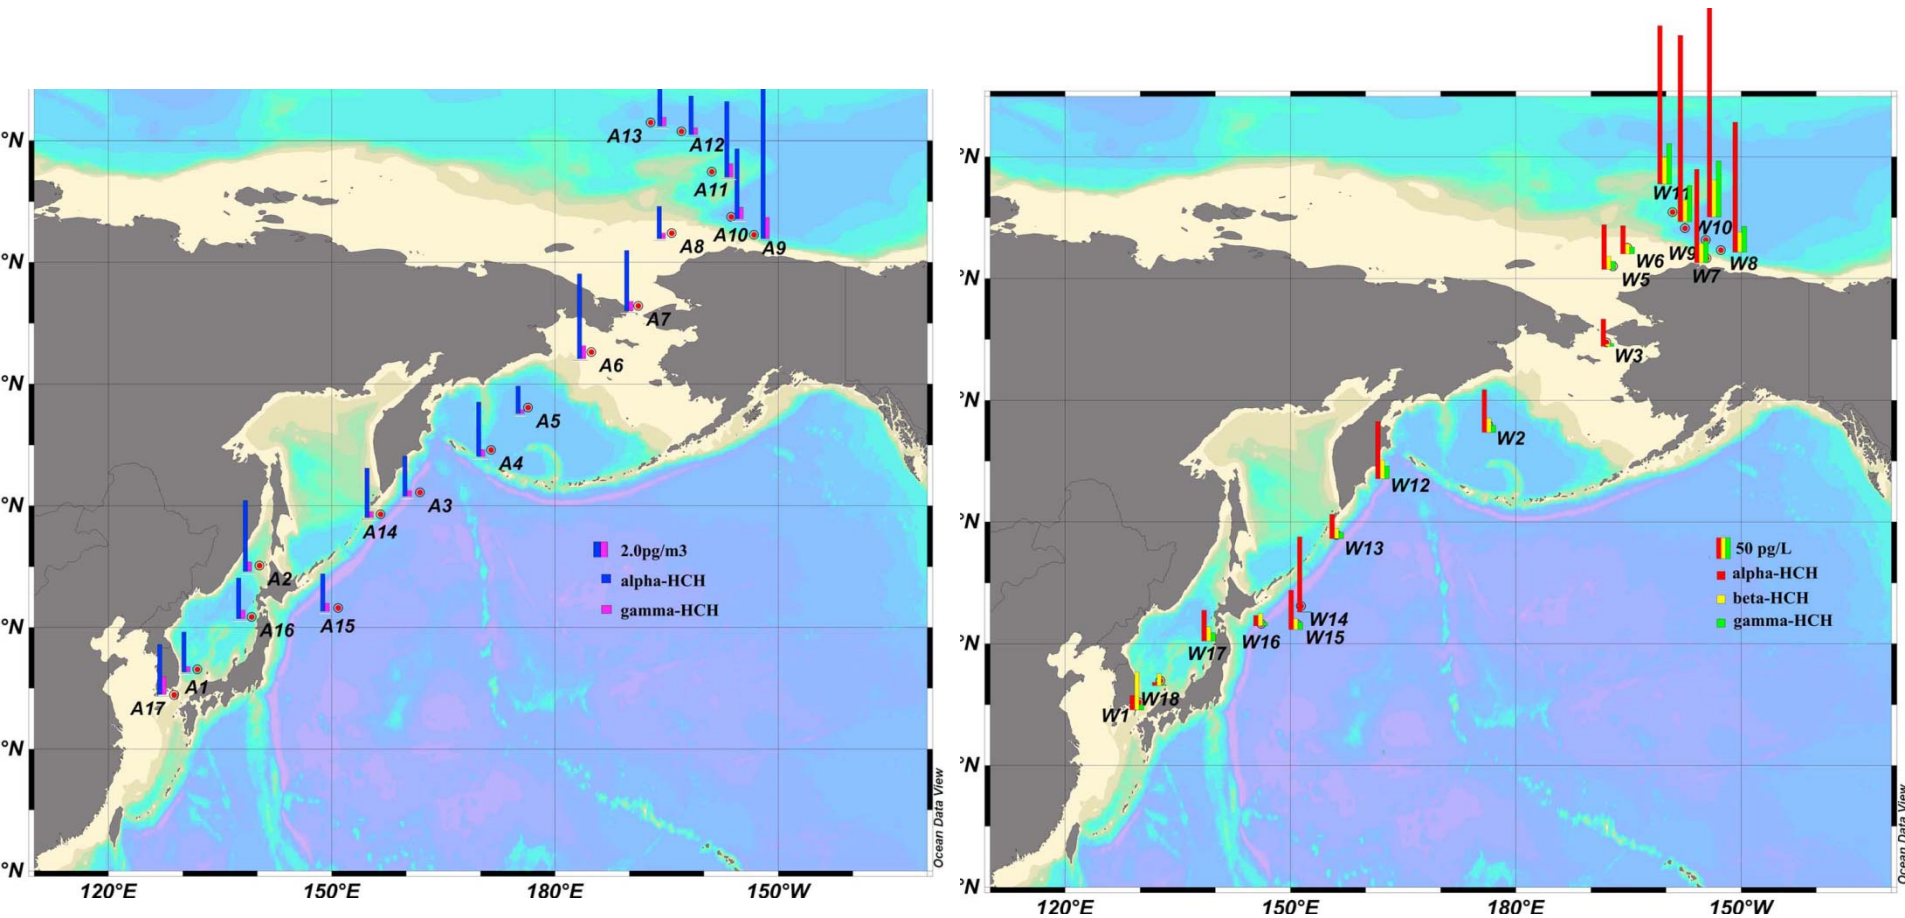 °N
°N
°N
°N
°N
°N
°N
A13
A12
A11
A10
A9
A8
A7
A6
A5
A4
A3
A14
A2
A16
A15
A1
A17
2.0pg/m3
alpha-HCH
gamma-HCH
Ocean Data View
120°E 150°E 180°E 150°W
°N
°N
°N
°N
°N
°N
°N
W11
W10
W9
W8
W7
W6
W5
W3
W2
W12
W13
W14
W15
W16
W17
W18
W1
50 pg/L
alpha-HCH
beta-HCH
gamma-HCH
Ocean Data View
120°E 150°E 180°E 150°W